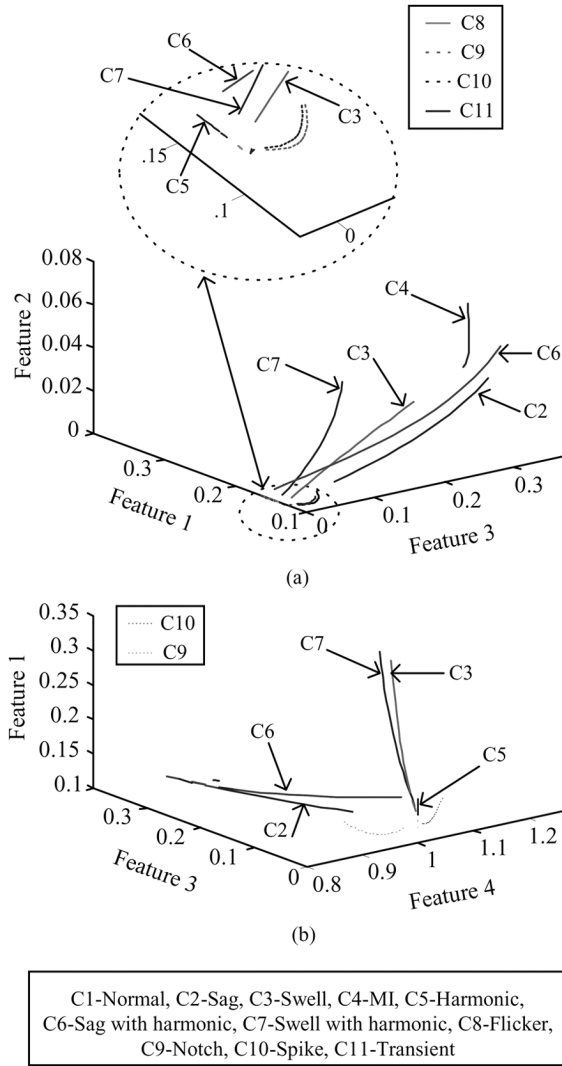 C6
C7
C3
C5
.15
.1
0
C8
C9
C10
C11
0.08
0.06
0.04
0.02
0
Feature 2
C4
C3
C7
C6
C2
0.3
0.2
0.1
Feature 1
0
0.1
0.2
0.3
Feature 3
(a)
0.35
0.3
0.25
0.2
0.15
0.1
Feature 1
C10
C9
C7
C3
C6
C5
C2
0.3
0.2
0.1
0
Feature 3
0.8
0.9
1
1.1
1.2
Feature 4
(b)
C1-Normal, C2-Sag, C3-Swell, C4-MI, C5-Harmonic,
C6-Sag with harmonic, C7-Swell with harmonic, C8-Flicker,
C9-Notch, C10-Spike, C11-Transient